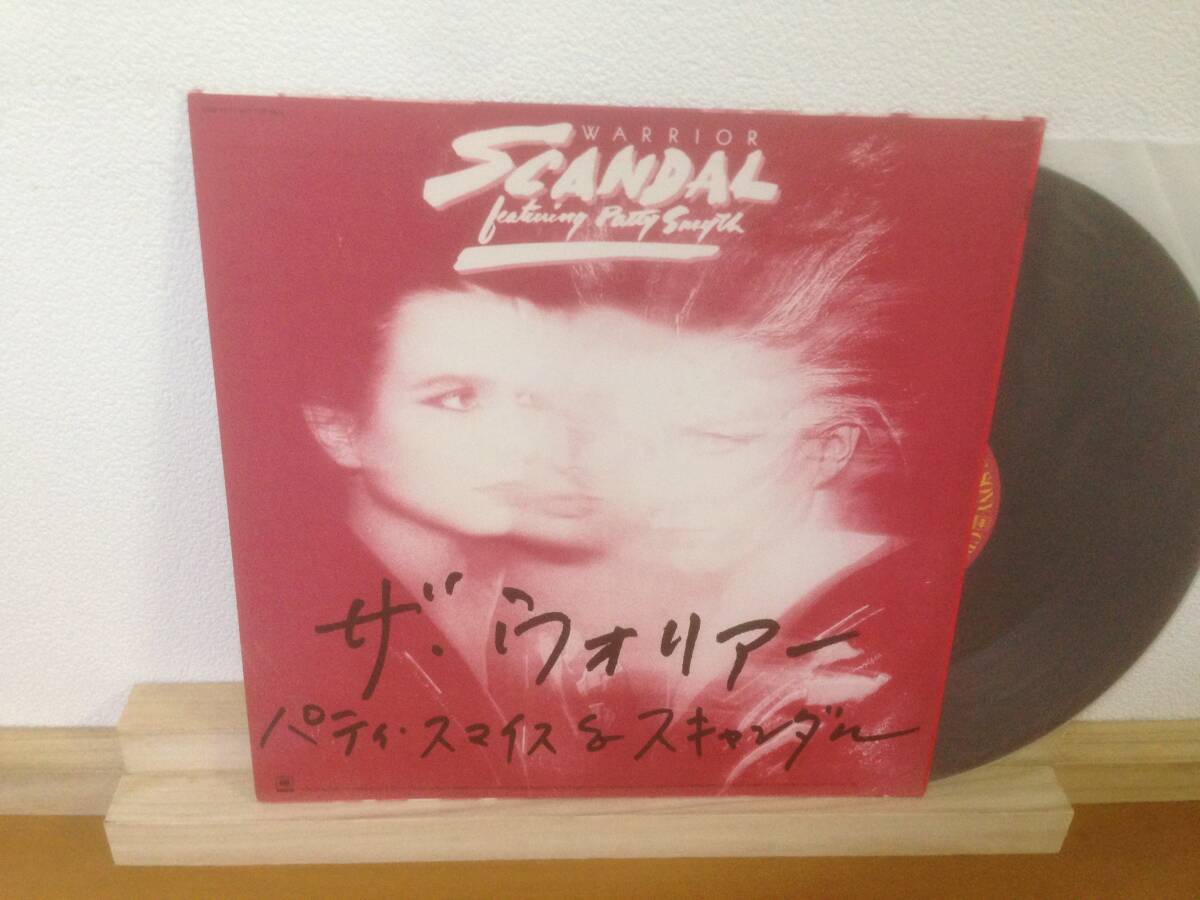 WARRIOR
SCANDAL
featuring Patty Smyth
ザ・ウォリアー
パティ・スマイス & スキャンダル